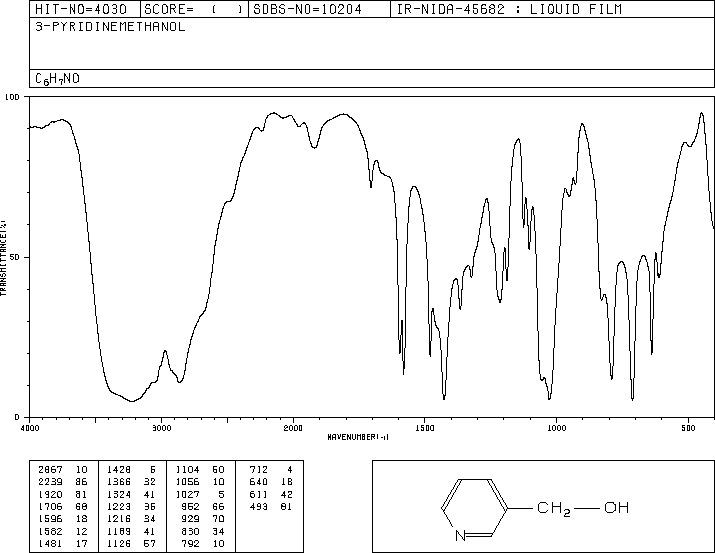 HIT-NO=4030 SCORE= ( ) SDBS-NO=10204 IR-NIDA-45682 : LIQUID FILM
3-PYRIDINEMETHANOL
C6H7NO
100
TRANSMITTANCE(%)
50
0
4000 3000 2000 1500 1000 500
WAVENUMBER(-1)
2867 10 1428 5 1104 50 712 4
2239 86 1366 32 1056 10 640 18
1920 81 1324 41 1027 5 611 42
1706 68 1223 36 952 66 493 81
1596 18 1216 34 929 70
1582 12 1189 41 830 34
1481 17 1126 57 792 10
CH2 OH
N